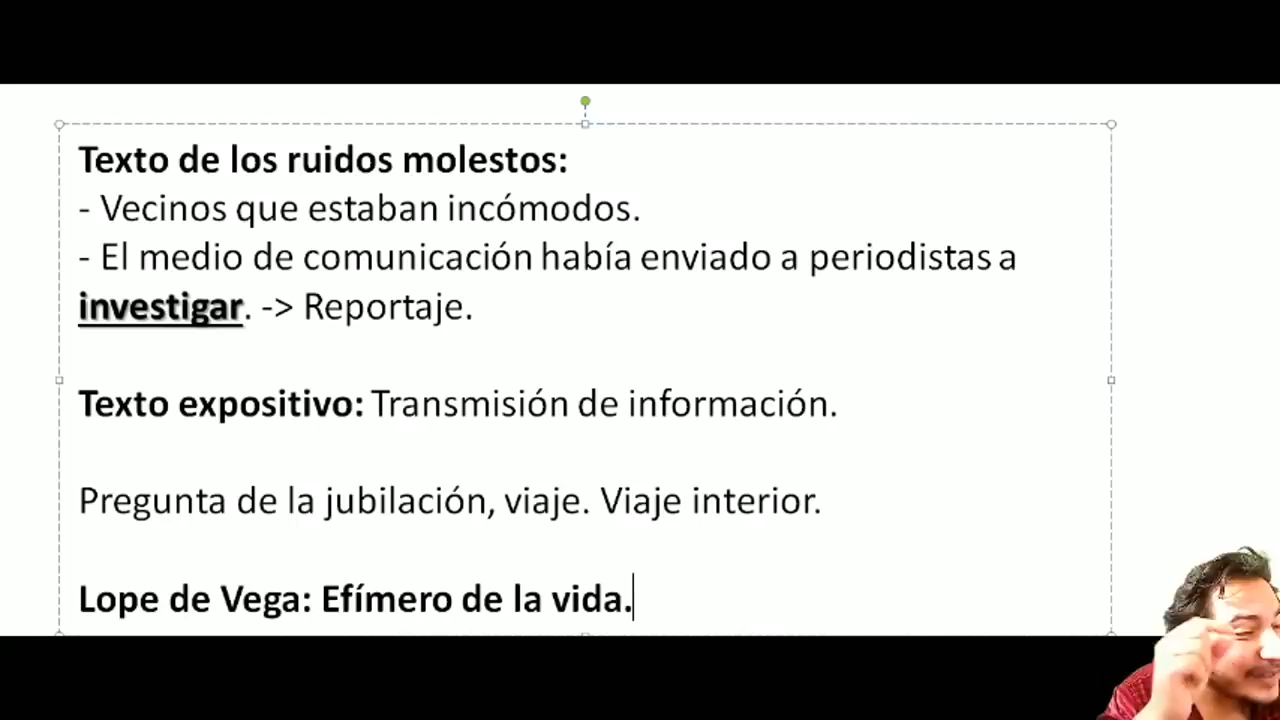 Texto de los ruidos molestos:
- Vecinos que estaban incómodos.
- El medio de comunicación había enviado a periodistas a
investigar. -> Reportaje.
Texto expositivo: Transmisión de información.
Pregunta de la jubilación, viaje. Viaje interior.
Lope de Vega: Efímero de la vida.